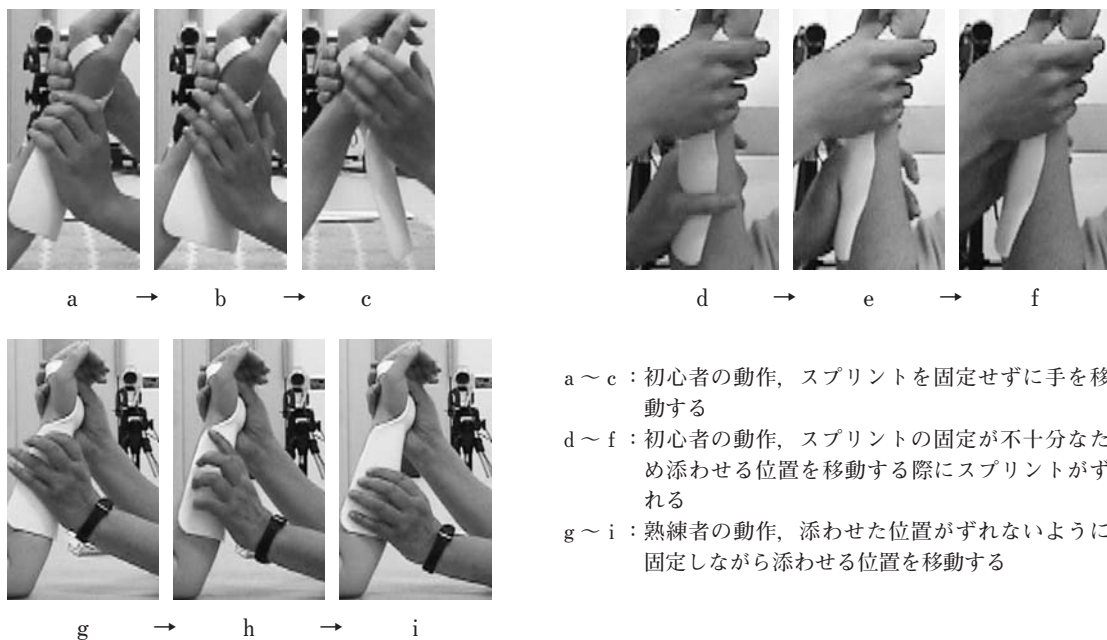 a → b → c
d → e → f
g → h → i
a～c：初心者の動作，スプリントを固定せずに手を移
動する
d～f：初心者の動作，スプリントの固定が不十分なた
め添わせる位置を移動する際にスプリントがず
れる
g～i：熟練者の動作，添わせた位置がずれないように
固定しながら添わせる位置を移動する